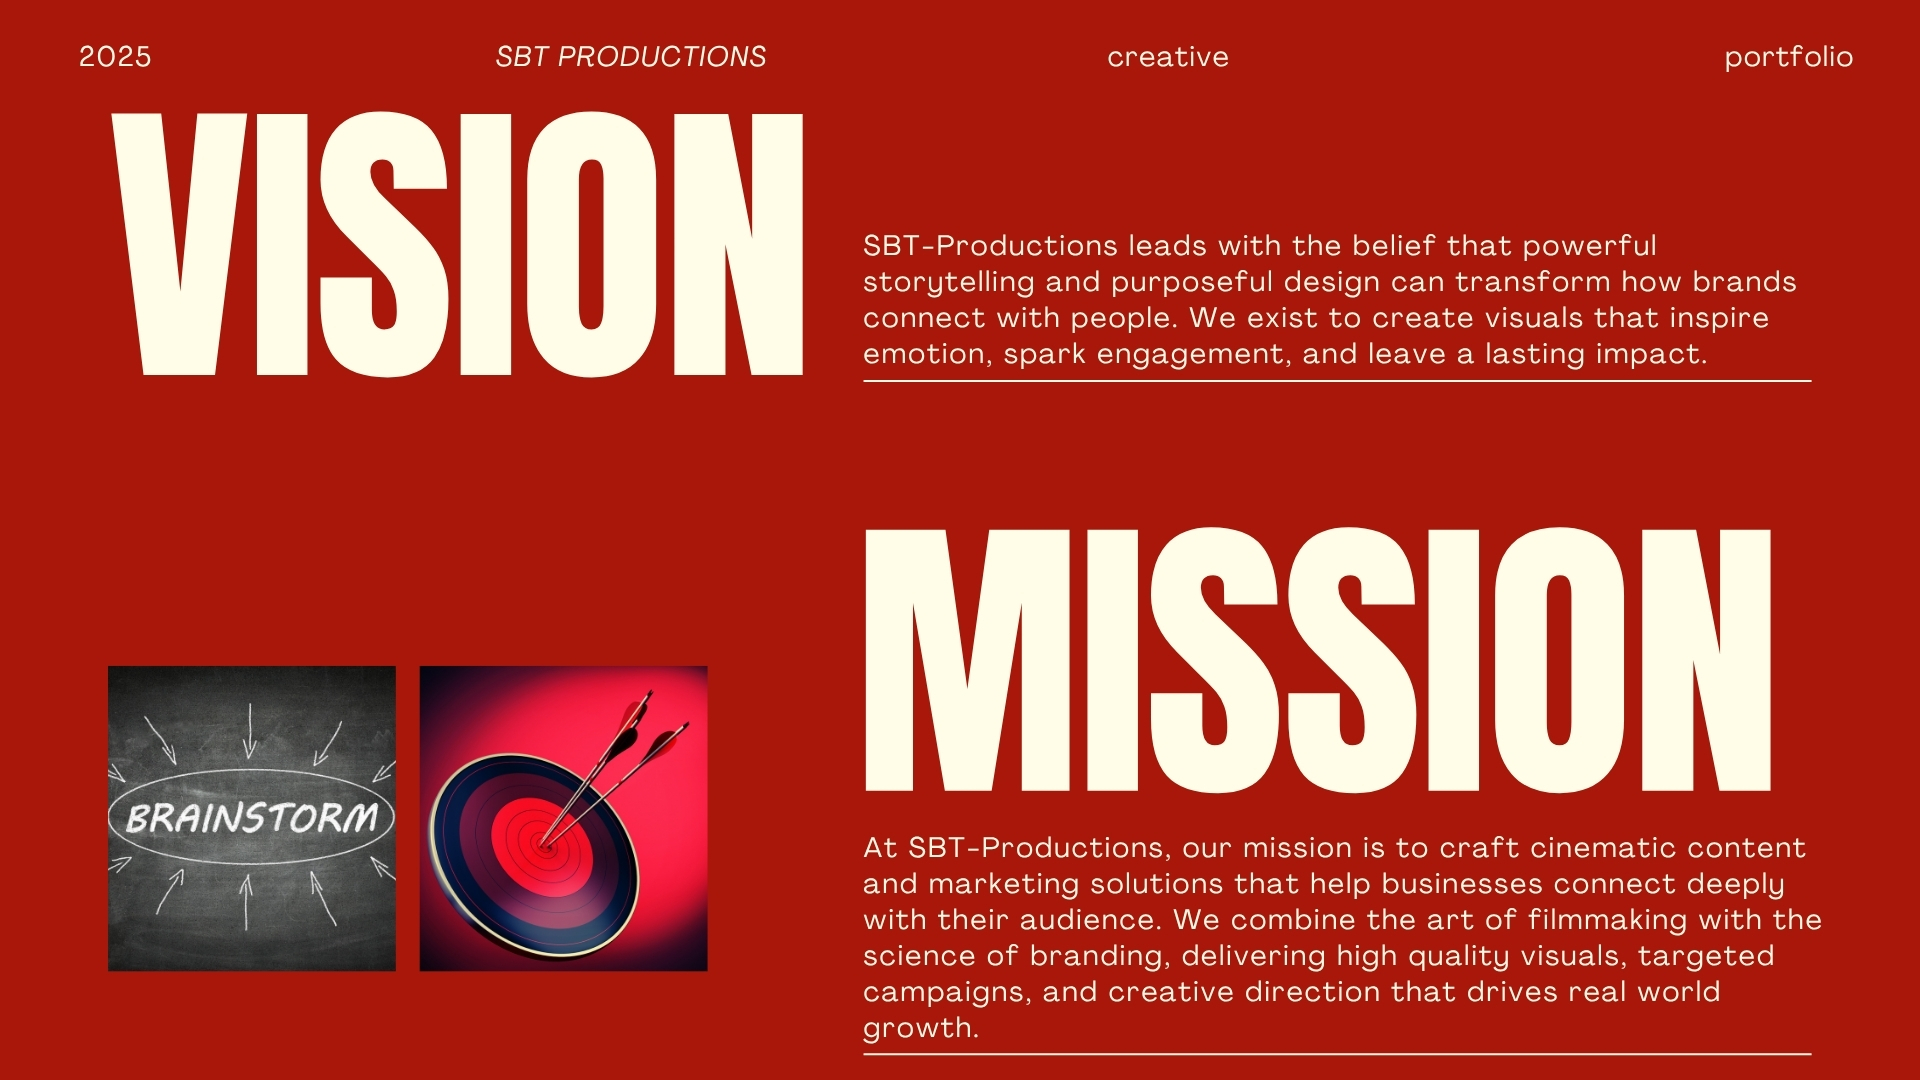 2025 SBT PRODUCTIONS creative portfolio
VISION
SBT-Productions leads with the belief that powerful
storytelling and purposeful design can transform how brands
connect with people. We exist to create visuals that inspire
emotion, spark engagement, and leave a lasting impact.
BRAINSTORM
MISSION
At SBT-Productions, our mission is to craft cinematic content
and marketing solutions that help businesses connect deeply
with their audience. We combine the art of filmmaking with the
science of branding, delivering high quality visuals, targeted
campaigns, and creative direction that drives real world
growth.